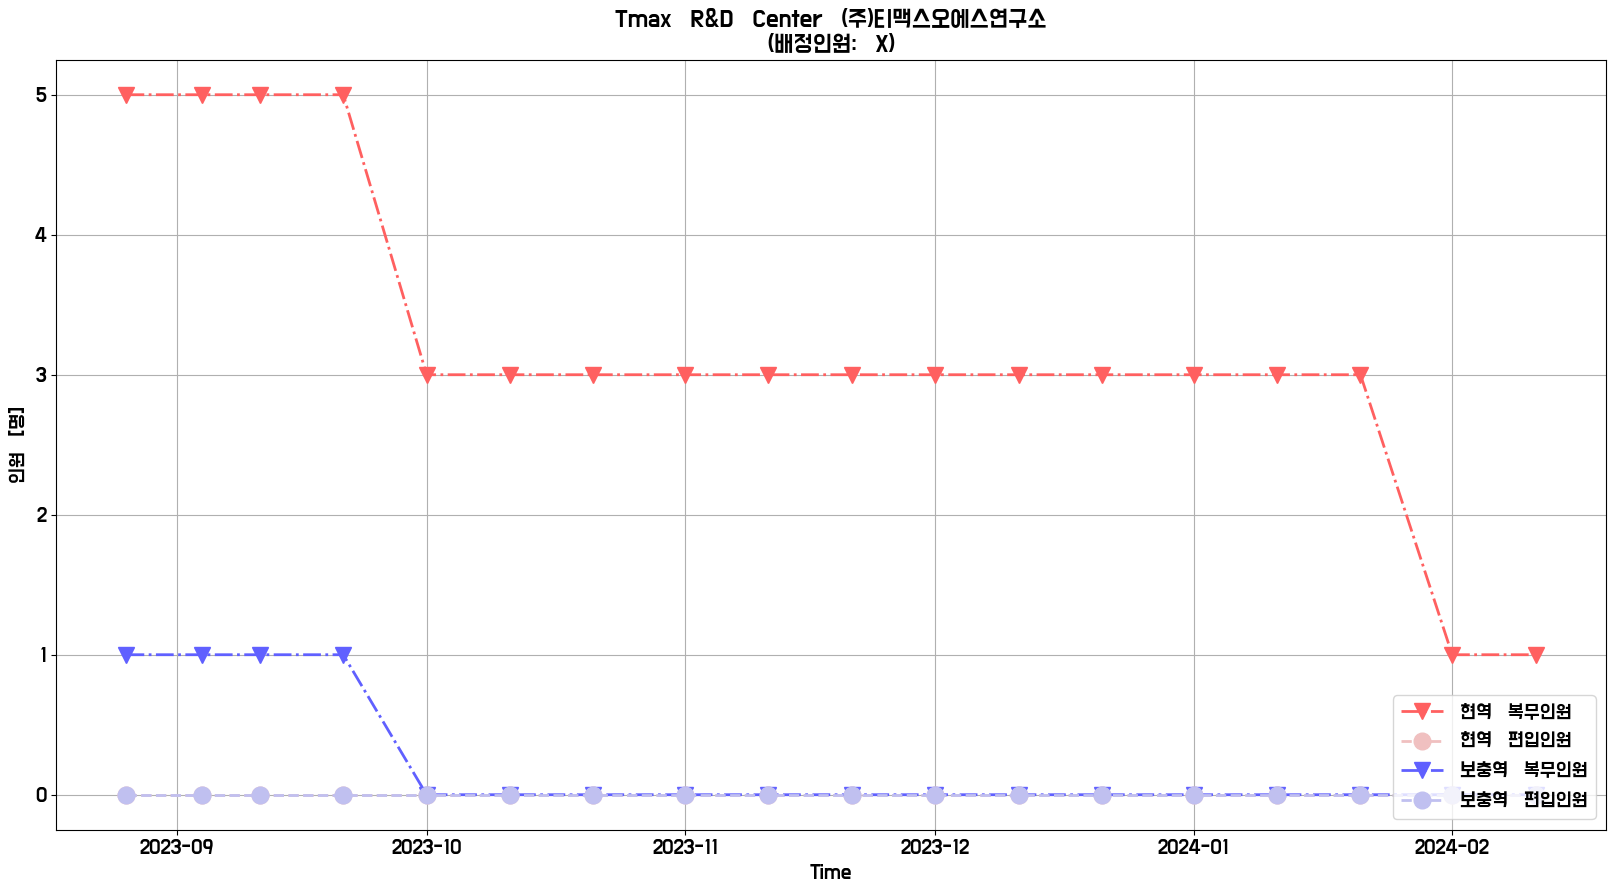 Tmax R&D Center (주)티맥스오에스연구소
(배정인원: X)
인원 [명]
5
4
3
2
1
0
현역 복무인원
현역 편입인원
보충역 복무인원
보충역 편입인원
2023-09 2023-10 2023-11 2023-12 2024-01 2024-02
Time